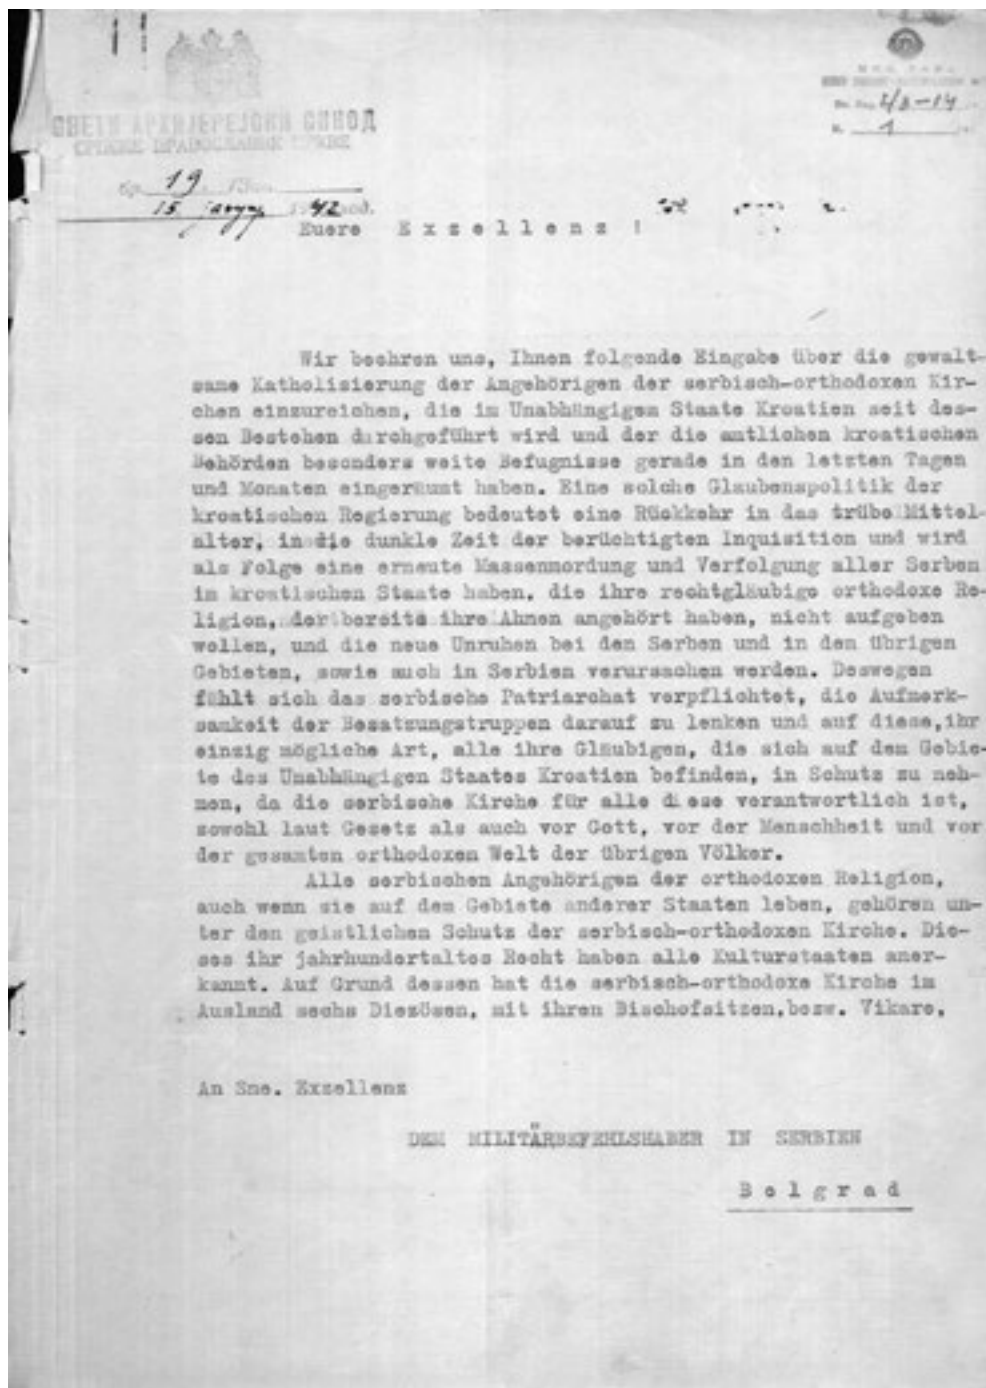 СВЕТИ АРХИЈЕРЕЈСКИ СИНОД
СРПСКЕ ПРАВОСЛАВНЕ ЦРКВЕ
бр. 19.
15 јануар 1942 год.
1/3-14
1
Euere Exzellenz !
Wir beehren uns, Ihnen folgende Eingabe über die gewalt-
same Katholisierung der Angehörigen der serbisch-orthodoxen Kir-
chen einzureichen, die im Unabhängigem Staate Kroatien seit des-
sen Bestehen durchgeführt wird und der die amtlichen kroatischen
Behörden besonders weite Befugnisse gerade in den letzten Tagen
und Monaten eingeräumt haben. Eine solche Glaubenspolitik der
kroatischen Regierung bedeutet eine Rückkehr in das trübe Mittel-
alter, in die dunkle Zeit der berüchtigten Inquisition und wird
als Folge eine erneute Massenmordung und Verfolgung aller Serben
im kroatischen Staate haben, die ihre rechtgläubige orthodoxe Re-
ligion, der bereits ihre Ahnen angehört haben, nicht aufgeben
wollen, und die neue Unruhen bei den Serben und in den übrigen
Gebieten, sowie auch in Serbien verursachen werden. Deswegen
fühlt sich das serbische Patriarchat verpflichtet, die Aufmerk-
samkeit der Besatzungstruppen darauf zu lenken und auf diese, ihr
einzig mögliche Art, alle ihre Gläubigen, die sich auf dem Gebie-
te des Unabhängigen Staates Kroatien befinden, in Schutz zu neh-
men, da die serbische Kirche für alle diese verantwortlich ist,
sowohl laut Gesetz als auch vor Gott, vor der Menschheit und vor
der gesamten orthodoxen Welt der übrigen Völker.
Alle serbischen Angehörigen der orthodoxen Religion,
auch wenn sie auf dem Gebiete anderer Staaten leben, gehören un-
ter den geistlichen Schutz der serbisch-orthodoxen Kirche. Die-
ses ihr jahrhundertaltes Recht haben alle Kulturstaaten aner-
kannt. Auf Grund dessen hat die serbisch-orthodoxe Kirche im
Ausland sechs Diezösen, mit ihren Bischofsitzen, bezw. Vikare,
An Sne. Exzellenz
DEM MILITÄRBEFEHLSHABER IN SERBIEN
Belgrad